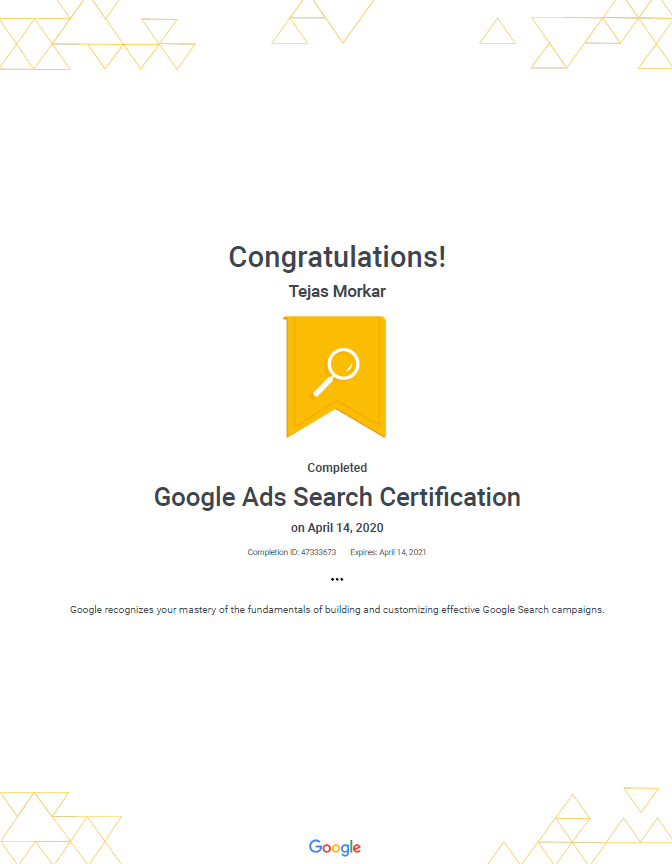 Congratulations!
Tejas Morkar
Completed
Google Ads Search Certification
on April 14, 2020
Completion ID: 47333673 Expires: April 14, 2021
...
Google recognizes your mastery of the fundamentals of building and customizing effective Google Search campaigns.
Google